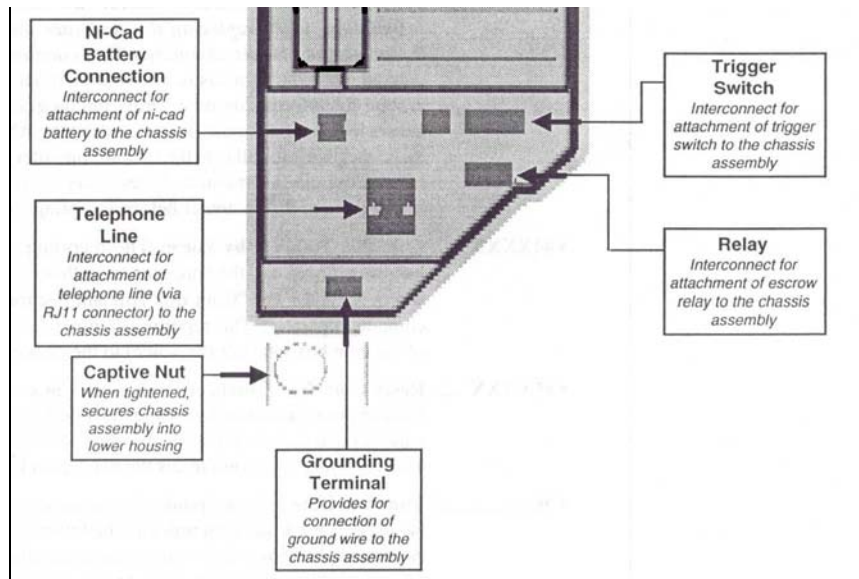 Ni-Cad
Battery
Connection
Interconnect for
attachment of ni-cad
battery to the chassis
assembly
Telephone
Line
Interconnect for
attachment of
telephone line (via
RJ11 connector) to the
chassis assembly
Captive Nut
When tightened,
secures chassis
assembly into
lower housing
Grounding
Terminal
Provides for
connection of
ground wire to the
chassis assembly
Trigger
Switch
Interconnect for
attachment of trigger
switch to the chassis
assembly
Relay
Interconnect for
attachment of escrow
relay to the chassis
assembly